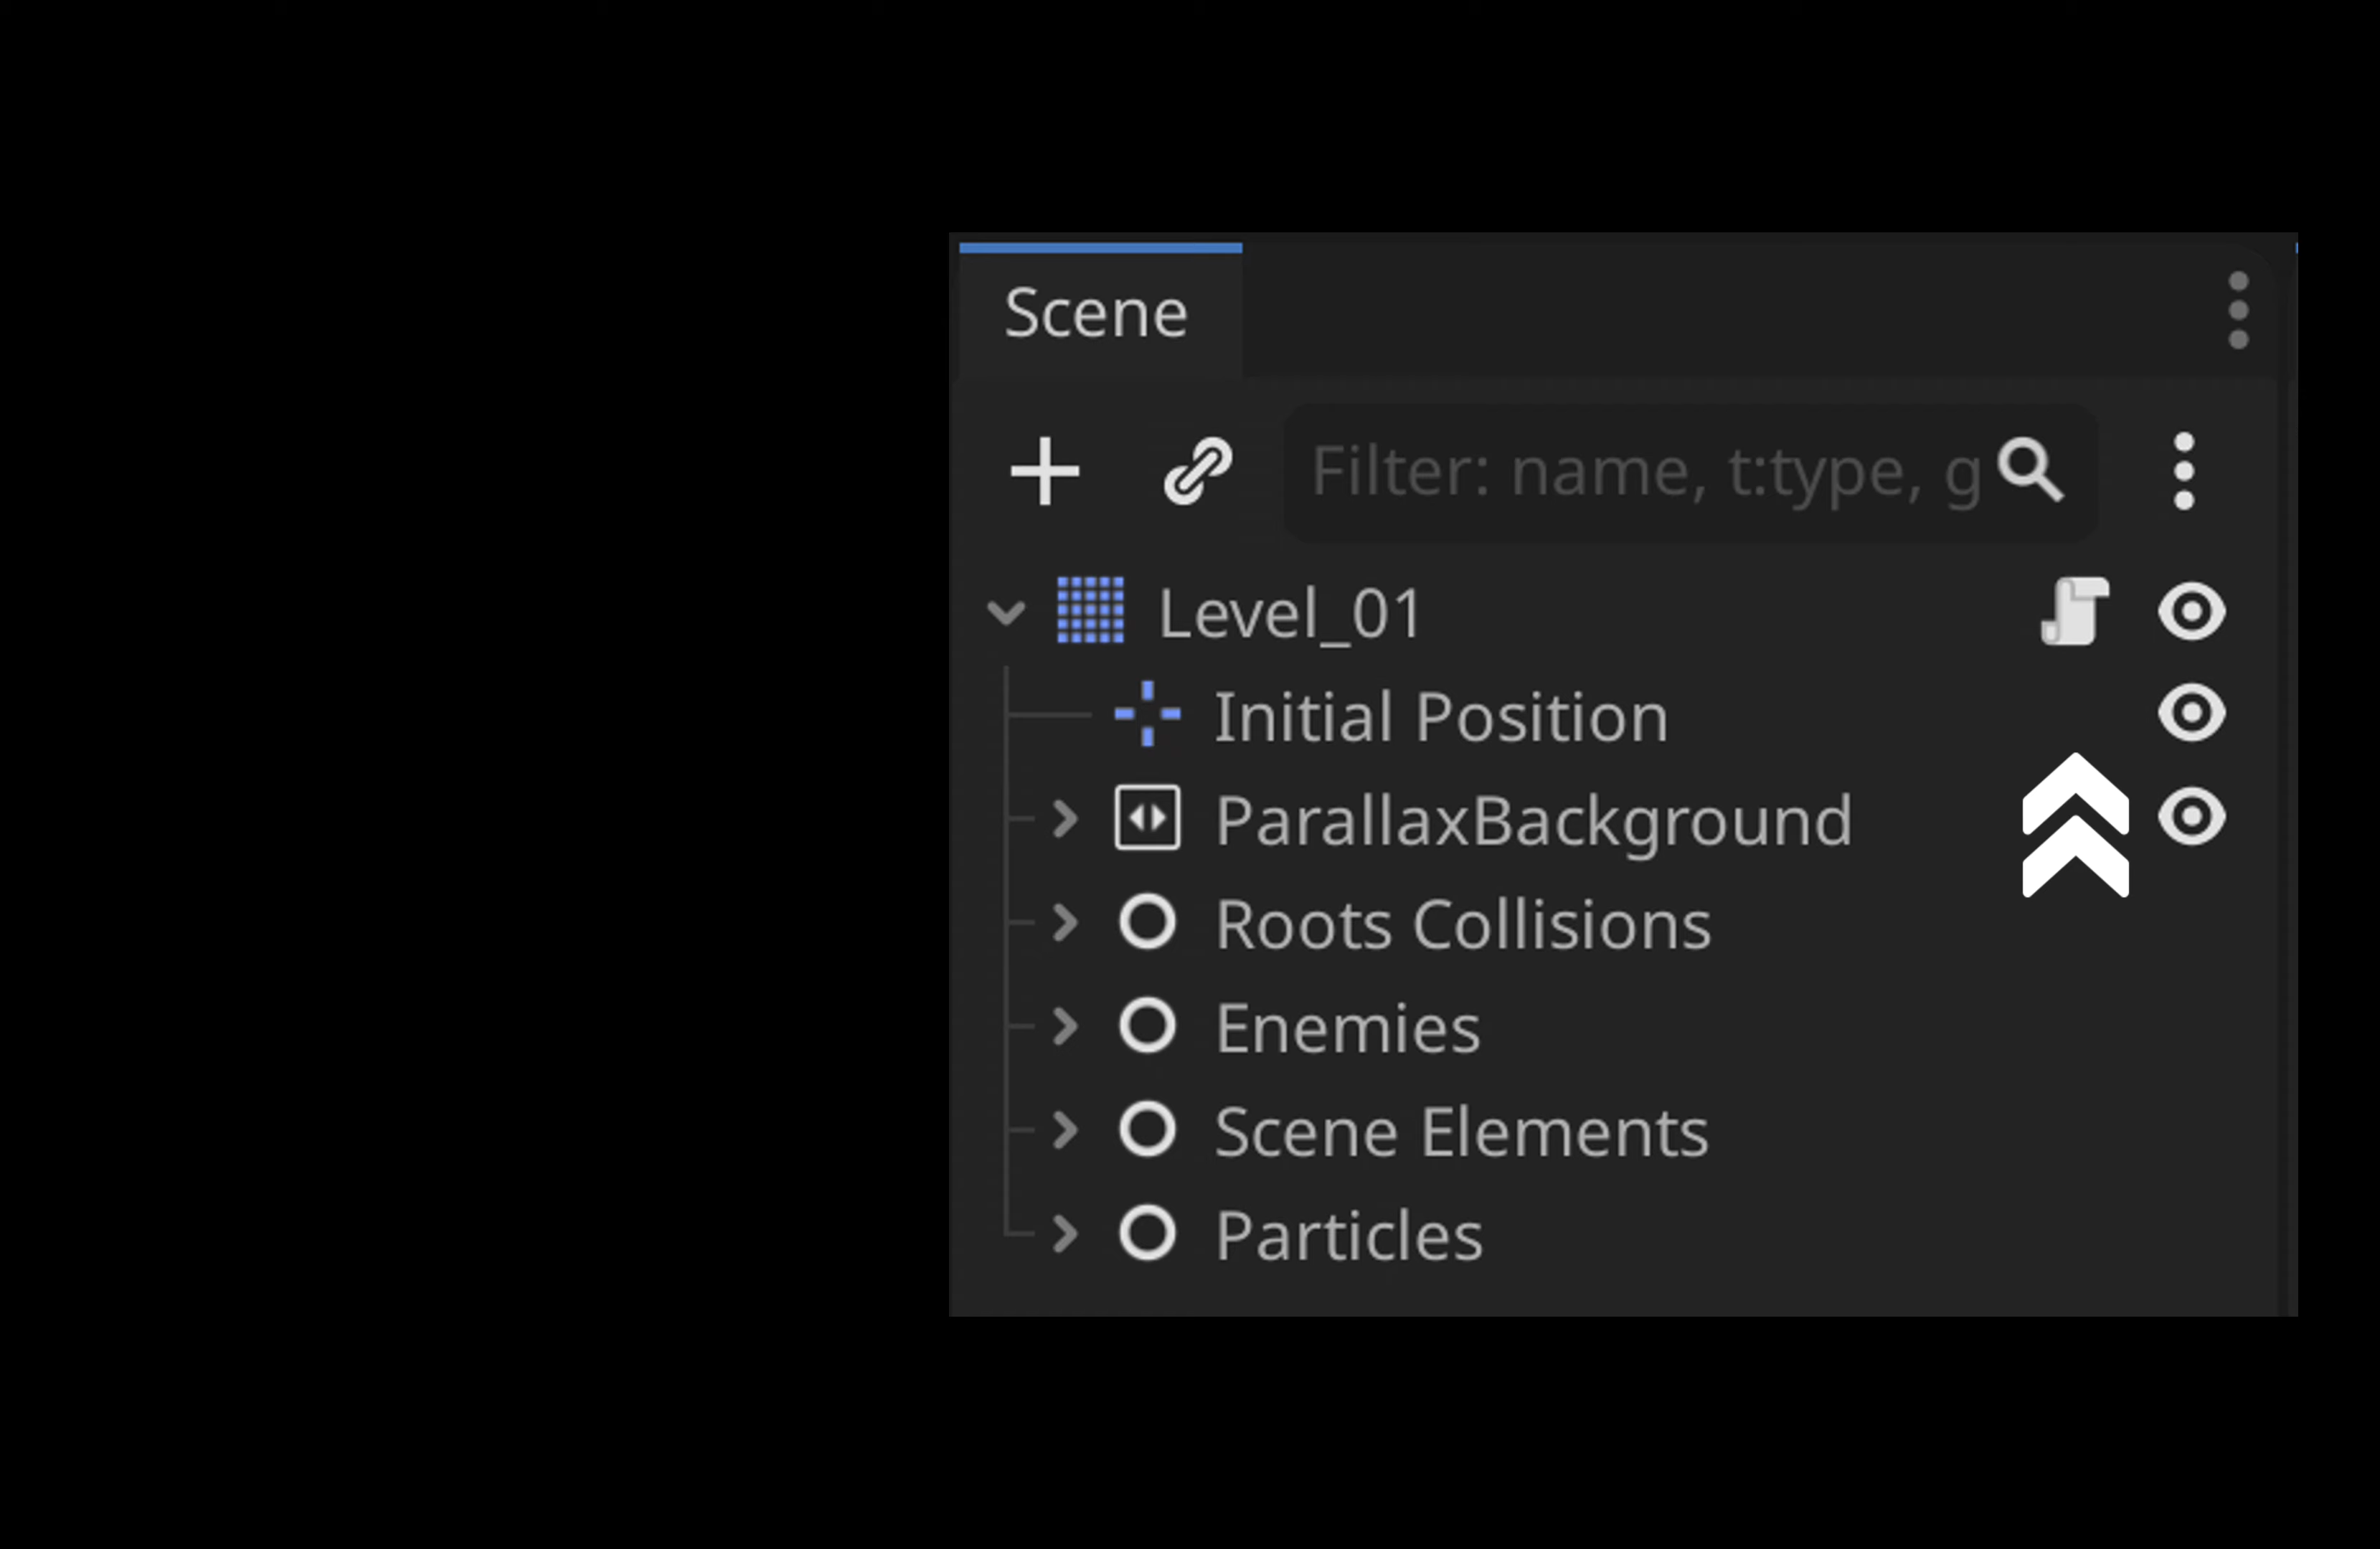 Scene
Filter: name, t:type, g
Level_01
Initial Position
ParallaxBackground
Roots Collisions
Enemies
Scene Elements
Particles